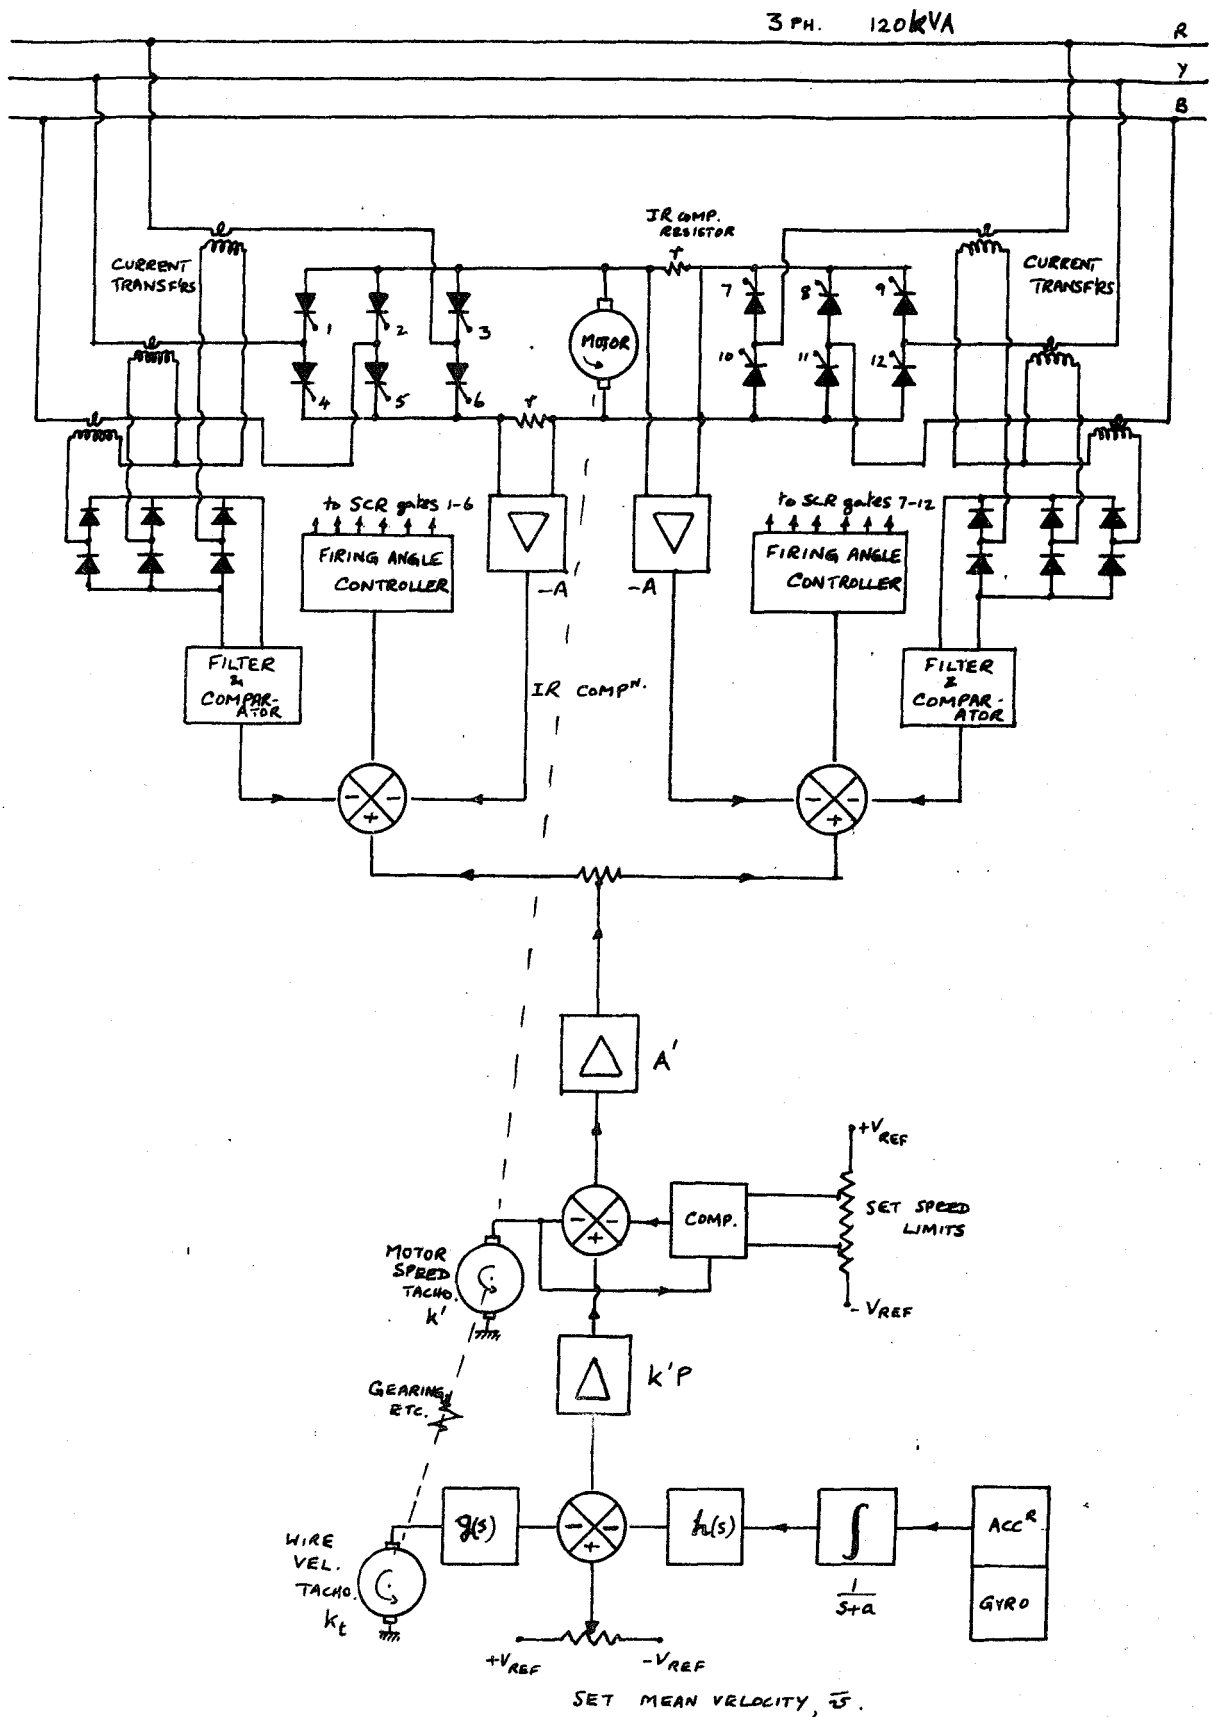 3 PH. 120kVA
R
Y
B
IR COMP.
RESISTOR
r
CURRENT
TRANSF'RS
CURRENT
TRANSF'RS
1
2
3
4
5
6
7
8
9
10
11
12
MOTOR
r
to SCR gates 1-6
FIRING ANGLE
CONTROLLER
-A
-A
to SCR gates 7-12
FIRING ANGLE
CONTROLLER
FILTER
&
COMPAR-
ATOR
IR COMPN.
FILTER
&
COMPAR-
ATOR
- -
+
- -
+
A'
+VREF
SET SPEED
LIMITS
-VREF
- -
+
COMP.
MOTOR
SPEED
TACHO.
k'
k'P
GEARING
ETC.
WIRE
VEL.
TACHO.
kt
g(s)
- -
+
h(s)
∫
1
s+a
ACCR
GYRO
+VREF
-VREF
SET MEAN VELOCITY, v̄.